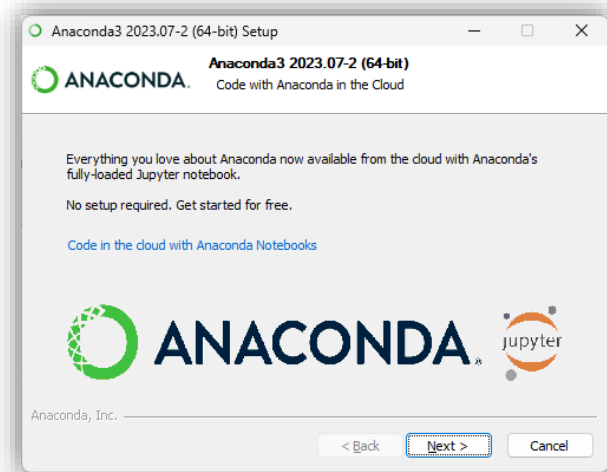 Anaconda3 2023.07-2 (64-bit) Setup
ANACONDA.
Anaconda3 2023.07-2 (64-bit)
Code with Anaconda in the Cloud
Everything you love about Anaconda now available from the cloud with Anaconda's
fully-loaded Jupyter notebook.
No setup required. Get started for free.
Code in the cloud with Anaconda Notebooks
ANACONDA®
jupyter
Anaconda, Inc.
< Back
Next >
Cancel